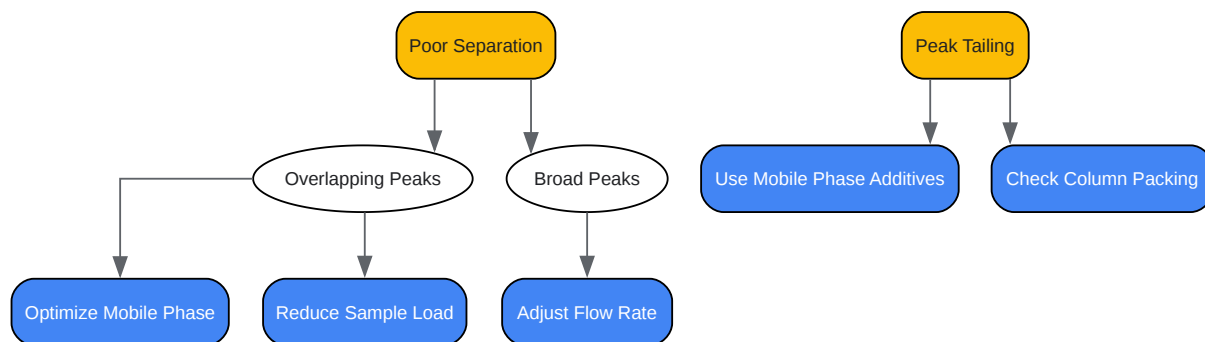 Poor Separation
Peak Tailing
Overlapping Peaks
Broad Peaks
Use Mobile Phase Additives
Check Column Packing
Optimize Mobile Phase
Reduce Sample Load
Adjust Flow Rate